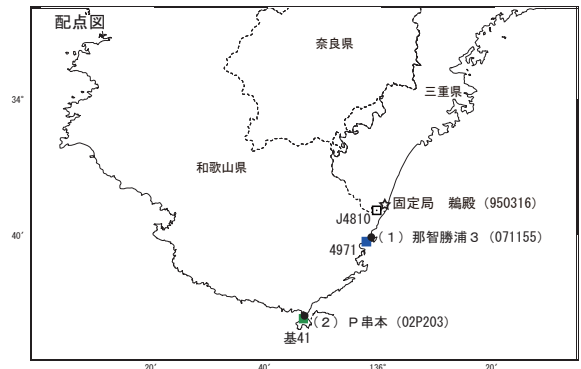 配点図
奈良県
34°
三重県
和歌山県
固定局 鵜殿（950316）
J4810
40′
（１）那智勝浦３（071155）
4971
（２）Ｐ串本（02P203）
基41
20′
40′
136°
20′